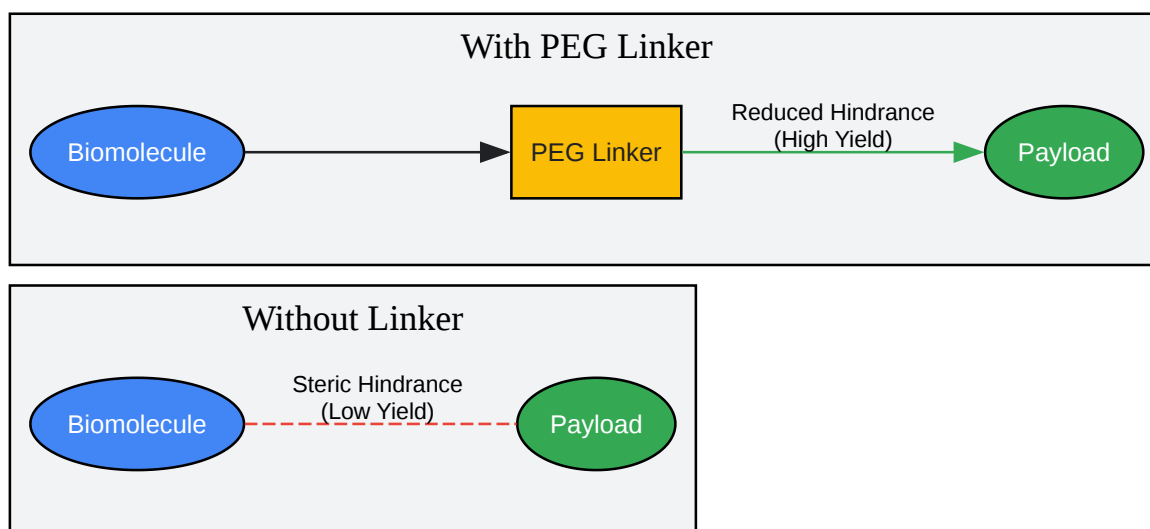 With PEG Linker
Biomolecule
PEG Linker
Reduced Hindrance
(High Yield)
Payload
Without Linker
Biomolecule
Steric Hindrance
(Low Yield)
Payload